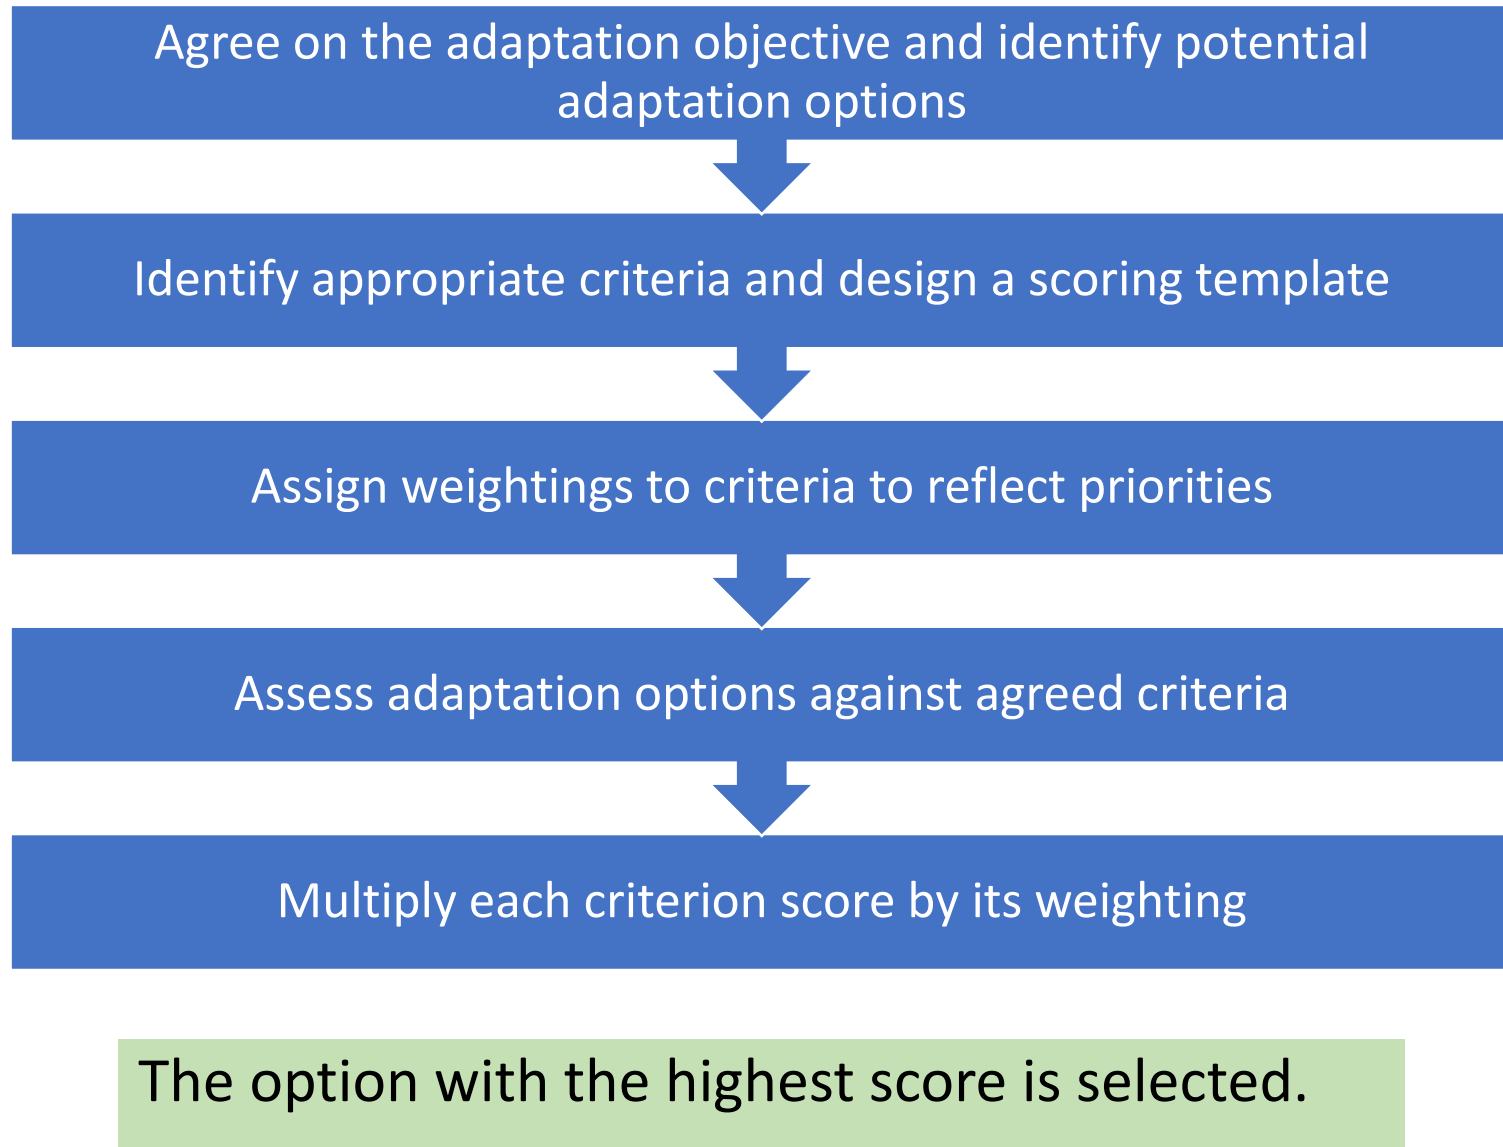 Agree on the adaptation objective and identify potential
adaptation options
Identify appropriate criteria and design a scoring template
Assign weightings to criteria to reflect priorities
Assess adaptation options against agreed criteria
Multiply each criterion score by its weighting
The option with the highest score is selected.